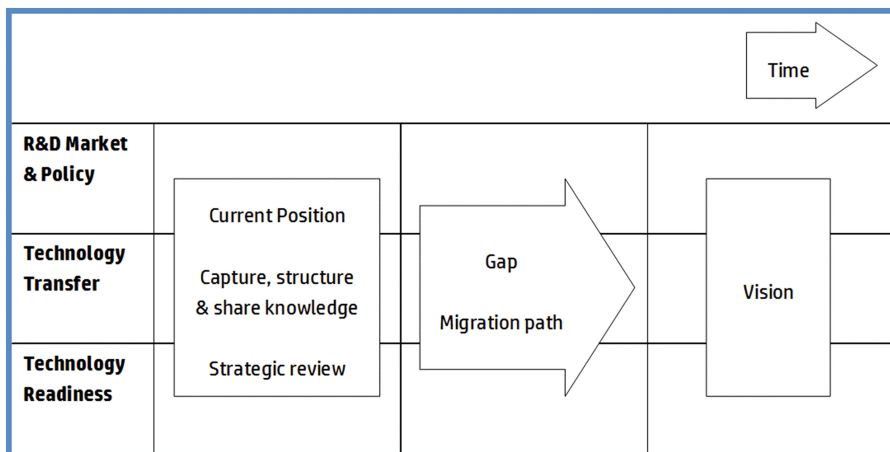 Time
R&D Market
& Policy
Technology
Transfer
Technology
Readiness
Current Position
Capture, structure
& share knowledge
Strategic review
Gap
Migration path
Vision